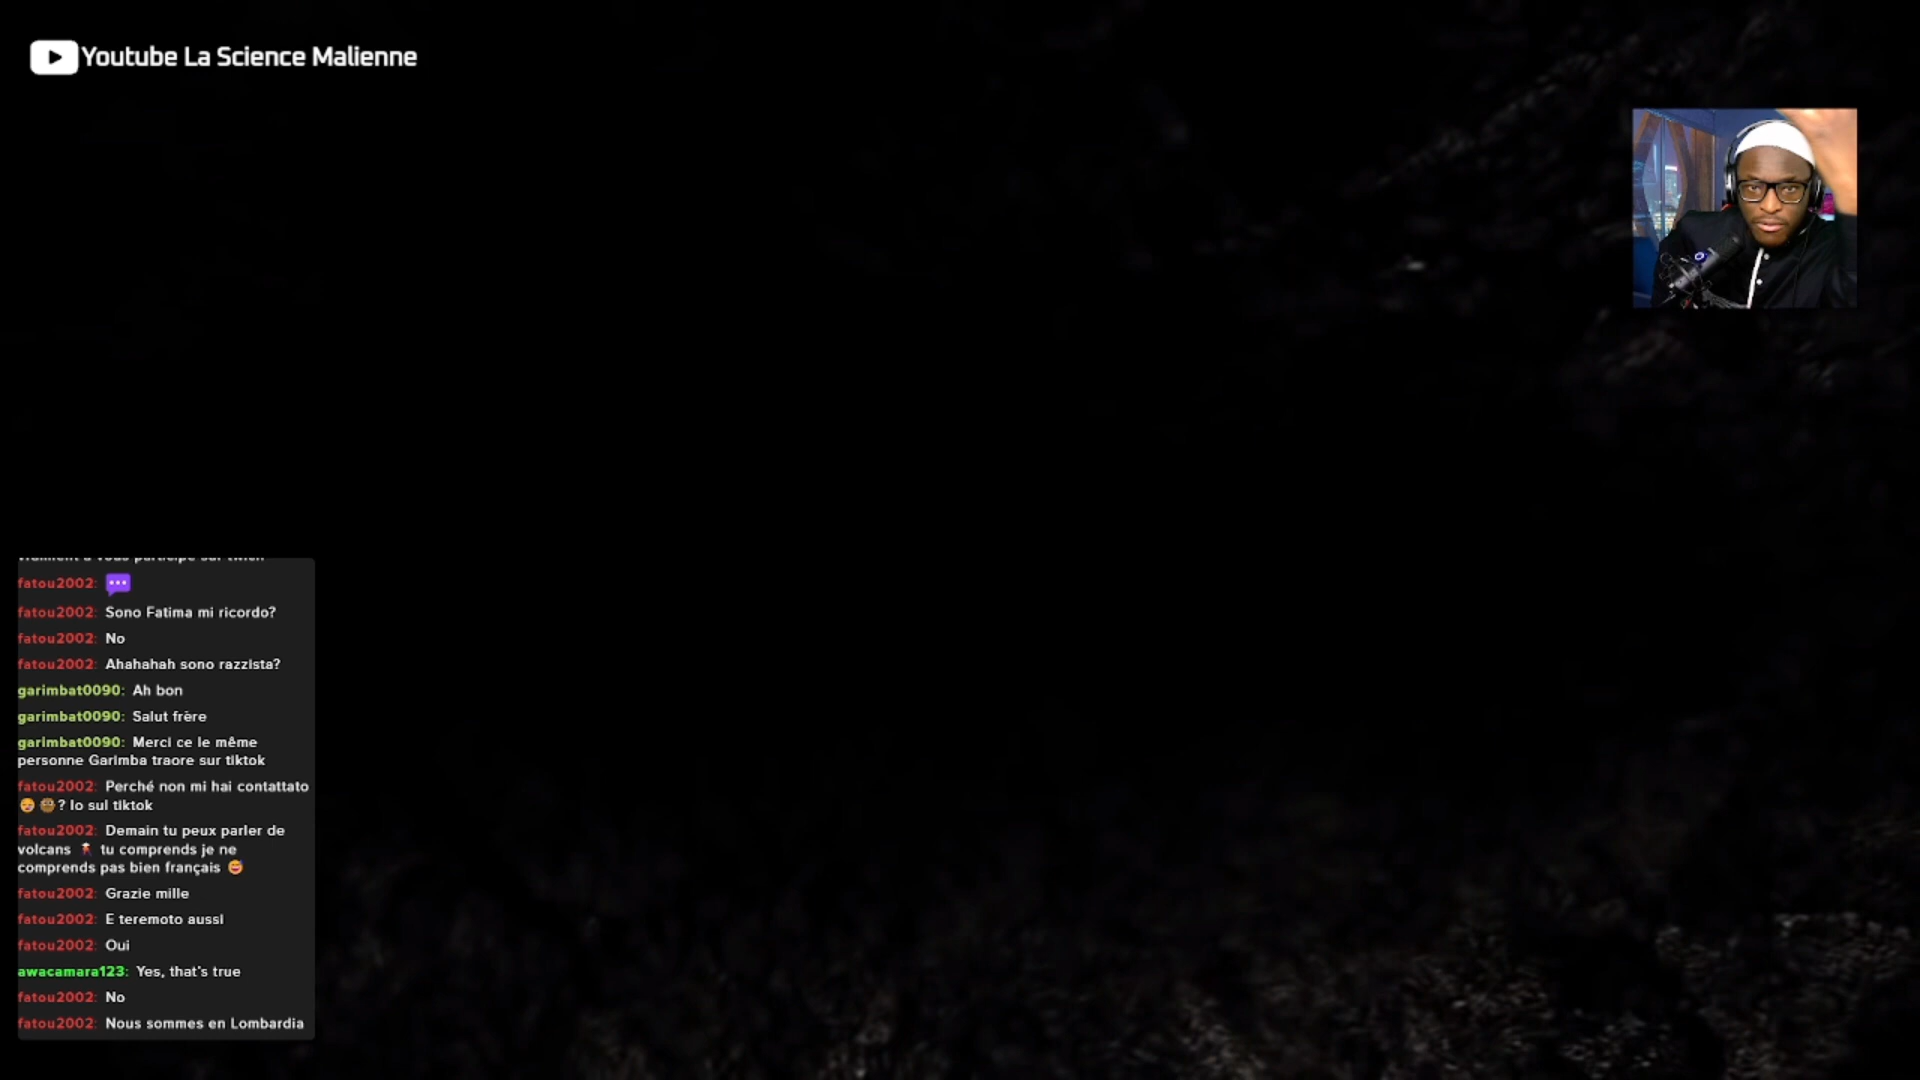 Youtube La Science Malienne
fatou2002:
fatou2002: Sono Fatima mi ricordo?
fatou2002: No
fatou2002: Ahahahah sono razzista?
garimbat0090: Ah bon
garimbat0090: Salut frère
garimbat0090: Merci ce le même
personne Garimba traore sur tiktok
fatou2002: Perché non mi hai contattato
? Io sul tiktok
fatou2002: Demain tu peux parler de
volcans tu comprends je ne
comprends pas bien français
fatou2002: Grazie mille
fatou2002: E teremoto aussi
fatou2002: Oui
awacamara123: Yes, that's true
fatou2002: No
fatou2002: Nous sommes en Lombardia